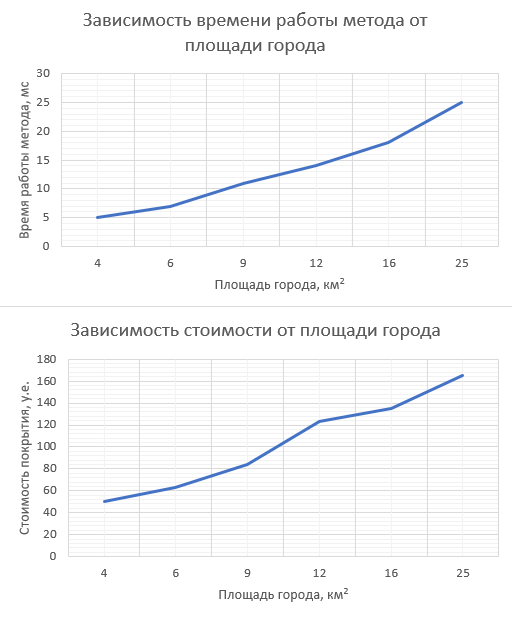 Зависимость времени работы метода от
площади города
Время работы метода, мс
30
25
20
15
10
5
0
4 6 9 12 16 25
Площадь города, км²
Зависимость стоимости от площади города
Стоимость покрытия, у.е.
180
160
140
120
100
80
60
40
20
0
4 6 9 12 16 25
Площадь города, км²